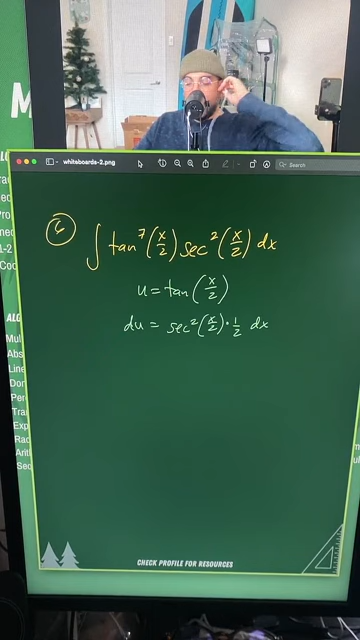 M
whiteboards-2.png
Search
6 ∫ tan⁷(x/2) sec²(x/2) dx
u = tan(x/2)
du = sec²(x/2) · 1/2 dx
CHECK PROFILE FOR RESOURCES